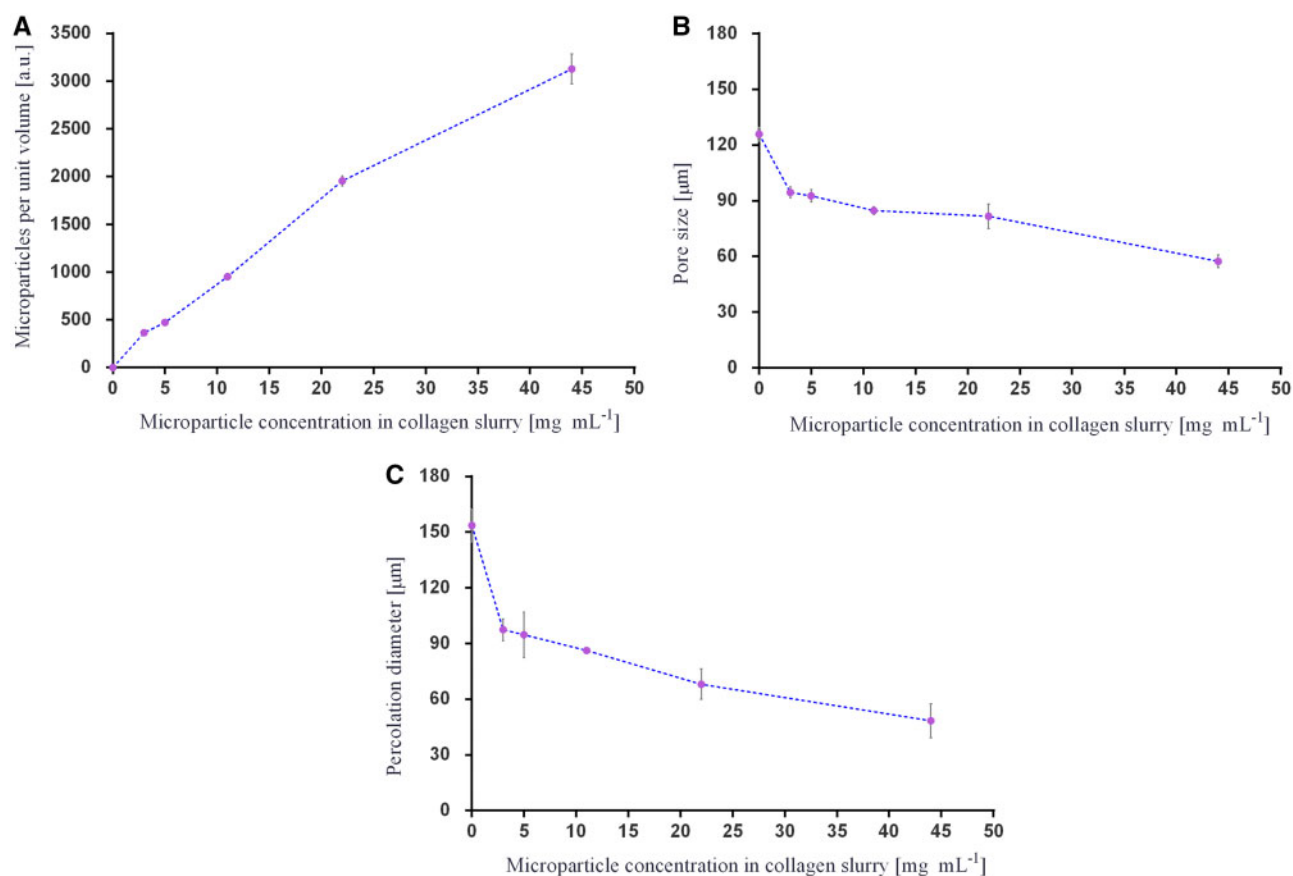 A
Microparticles per unit volume [a.u.]
3500
3000
2500
2000
1500
1000
500
0
0 5 10 15 20 25 30 35 40 45 50
Microparticle concentration in collagen slurry [mg mL⁻¹]
B
Pore size [μm]
180
150
120
90
60
30
0
0 5 10 15 20 25 30 35 40 45 50
Microparticle concentration in collagen slurry [mg mL⁻¹]
C
Percolation diameter [μm]
180
150
120
90
60
30
0
0 5 10 15 20 25 30 35 40 45 50
Microparticle concentration in collagen slurry [mg mL⁻¹]